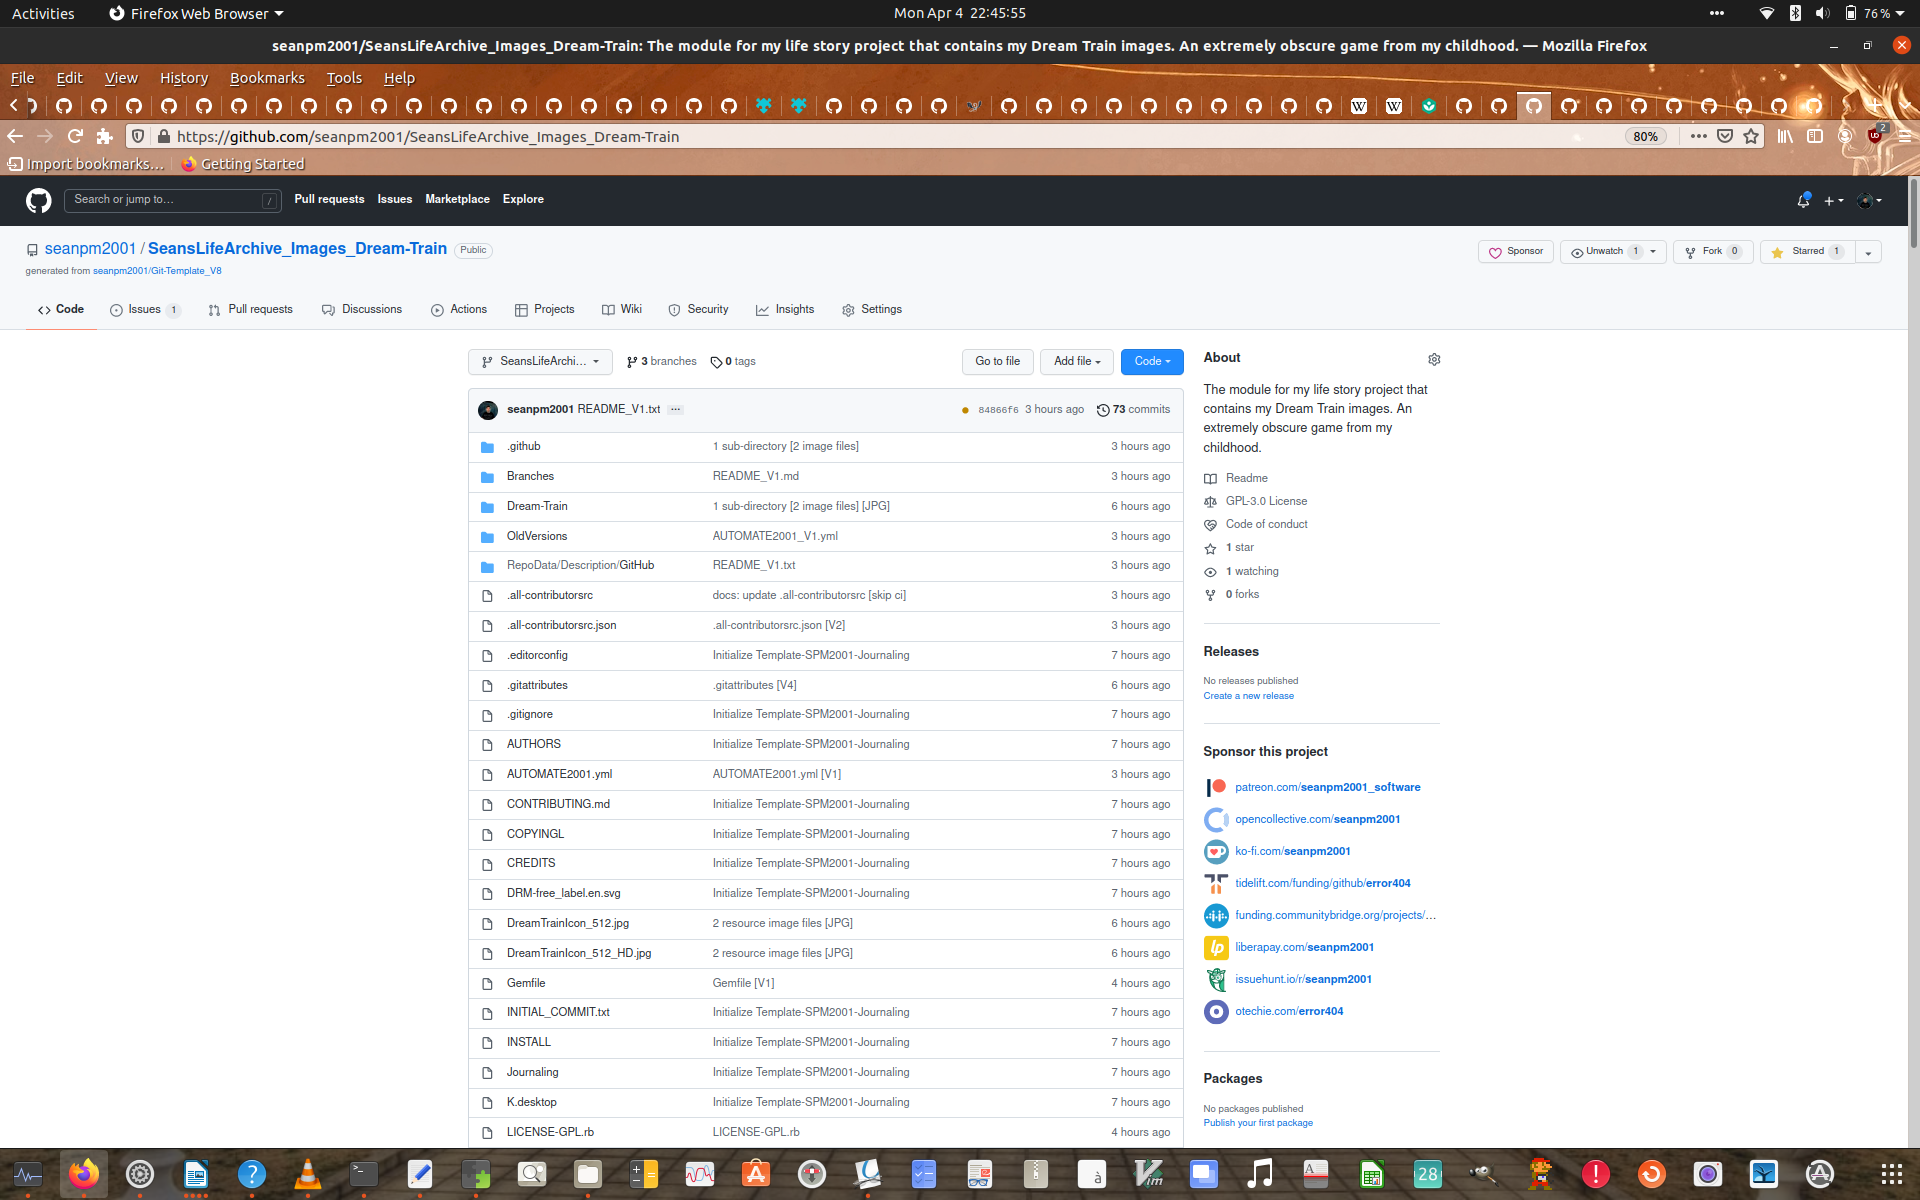 Activities
Firefox Web Browser
Mon Apr 4 22:45:55
76 %
seanpm2001/SeansLifeArchive_Images_Dream-Train: The module for my life story project that contains my Dream Train images. An extremely obscure game from my childhood. — Mozilla Firefox
File Edit View History Bookmarks Tools Help
https://github.com/seanpm2001/SeansLifeArchive_Images_Dream-Train
80%
2
Import bookmarks...
Getting Started
Search or jump to...
/
Pull requests Issues Marketplace Explore
seanpm2001 / SeansLifeArchive_Images_Dream-Train Public
generated from seanpm2001/Git-Template_V8
Sponsor
Unwatch 1
Fork 0
Starred 1
Code
Issues 1
Pull requests
Discussions
Actions
Projects
Wiki
Security
Insights
Settings
SeansLifeArchi...
3 branches
0 tags
Go to file
Add file
Code
seanpm2001 README_V1.txt ...
84866f6 3 hours ago
73 commits
.github 1 sub-directory [2 image files] 3 hours ago
Branches README_V1.md 3 hours ago
Dream-Train 1 sub-directory [2 image files] [JPG] 6 hours ago
OldVersions AUTOMATE2001_V1.yml 3 hours ago
RepoData/Description/GitHub README_V1.txt 3 hours ago
.all-contributorsrc docs: update .all-contributorsrc [skip ci] 3 hours ago
.all-contributorsrc.json .all-contributorsrc.json [V2] 3 hours ago
.editorconfig Initialize Template-SPM2001-Journaling 7 hours ago
.gitattributes .gitattributes [V4] 6 hours ago
.gitignore Initialize Template-SPM2001-Journaling 7 hours ago
AUTHORS Initialize Template-SPM2001-Journaling 7 hours ago
AUTOMATE2001.yml AUTOMATE2001.yml [V1] 3 hours ago
CONTRIBUTING.md Initialize Template-SPM2001-Journaling 7 hours ago
COPYINGL Initialize Template-SPM2001-Journaling 7 hours ago
CREDITS Initialize Template-SPM2001-Journaling 7 hours ago
DRM-free_label.en.svg Initialize Template-SPM2001-Journaling 7 hours ago
DreamTrainIcon_512.jpg 2 resource image files [JPG] 6 hours ago
DreamTrainIcon_512_HD.jpg 2 resource image files [JPG] 6 hours ago
Gemfile Gemfile [V1] 4 hours ago
INITIAL_COMMIT.txt Initialize Template-SPM2001-Journaling 7 hours ago
INSTALL Initialize Template-SPM2001-Journaling 7 hours ago
Journaling Initialize Template-SPM2001-Journaling 7 hours ago
K.desktop Initialize Template-SPM2001-Journaling 7 hours ago
LICENSE-GPL.rb LICENSE-GPL.rb 4 hours ago
About
The module for my life story project that
contains my Dream Train images. An
extremely obscure game from my
childhood.
Readme
GPL-3.0 License
Code of conduct
1 star
1 watching
0 forks
Releases
No releases published
Create a new release
Sponsor this project
patreon.com/seanpm2001_software
opencollective.com/seanpm2001
ko-fi.com/seanpm2001
tidelift.com/funding/github/error404
funding.communitybridge.org/projects/...
liberapay.com/seanpm2001
issuehunt.io/r/seanpm2001
otechie.com/error404
Packages
No packages published
Publish your first package
28